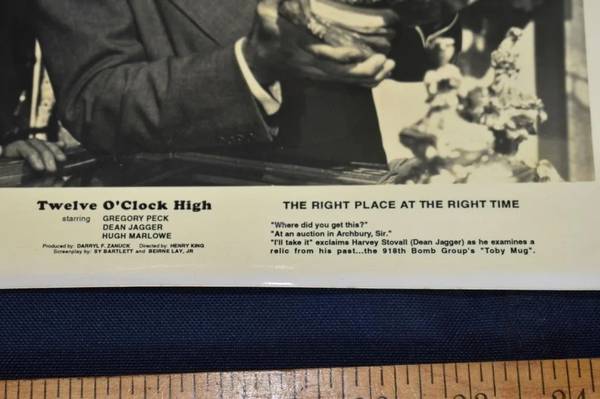 Twelve O'Clock High
starring GREGORY PECK
DEAN JAGGER
HUGH MARLOWE
Produced by: DARRYL F. ZANUCK Directed by: HENRY KING
Screenplay by: SY BARTLETT and BEIRNE LAY, JR
THE RIGHT PLACE AT THE RIGHT TIME
"Where did you get this?"
"At an auction in Archbury, Sir."
"I'll take it" exclaims Harvey Stovall (Dean Jagger) as he examines a
relic from his past...the 918th Bomb Group's "Toby Mug".